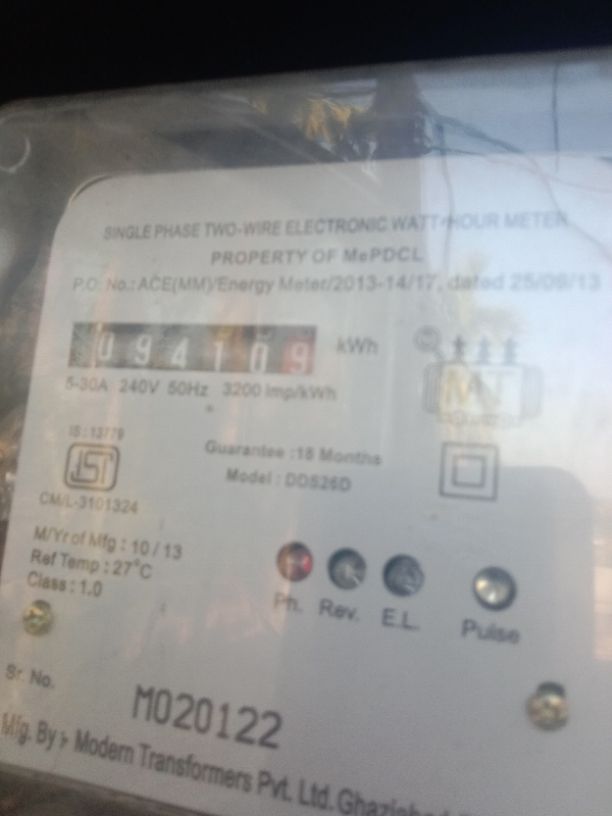 SINGLE PHASE TWO-WIRE ELECTRONIC WATT-HOUR METER
PROPERTY OF MePDCL
P.O. No.: ACE(MM)/Energy Meter/2013-14/17, dated 25/06/13
094109 kWh
5-30A 240V 50Hz 3200 Imp/kWh
IS : 13779
Guarantee : 18 Months
Model : DDS26D
CM/L-3101324
M/Yr of Mfg : 10 / 13
Ref Temp : 27°C
Class : 1.0
Ph. Rev. E.L. Pulse
Sr. No.
M020122
Mfg. By :- Modern Transformers Pvt. Ltd. Ghaziabad